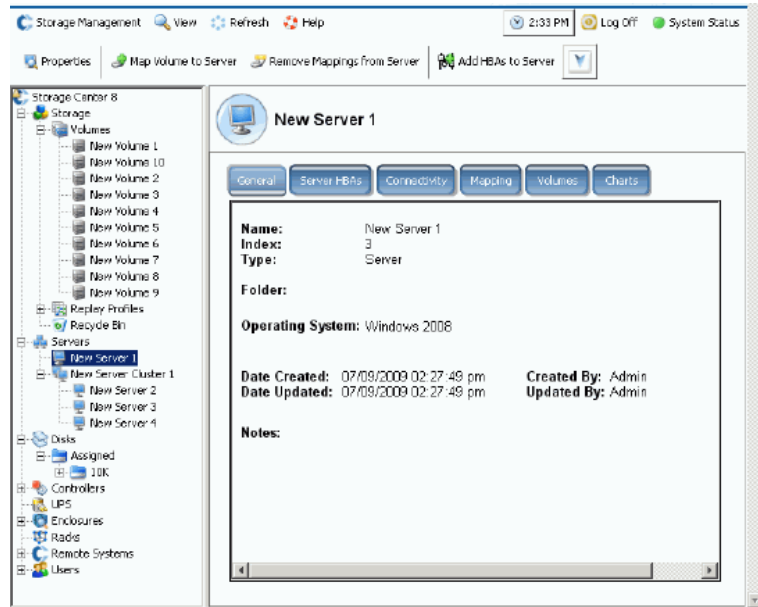 Storage Management View Refresh Help 2:33 PM Log Off System Status
Properties Map Volume to Server Remove Mappings from Server Add HBAs to Server
Storage Center 8
Storage
Volumes
New Volume 1
New Volume 10
New Volume 2
New Volume 3
New Volume 4
New Volume 5
New Volume 6
New Volume 7
New Volume 8
New Volume 9
Replay Profiles
Recycle Bin
Servers
New Server 1
New Server Cluster 1
New Server 2
New Server 3
New Server 4
Disks
Assigned
10K
Controllers
UPS
Enclosures
Racks
Remote Systems
Users
New Server 1
General Server HBAs Connectivity Mapping Volumes Charts
Name: New Server 1
Index: 3
Type: Server
Folder:
Operating System: Windows 2008
Date Created: 07/09/2009 02:27:49 pm Created By: Admin
Date Updated: 07/09/2009 02:27:49 pm Updated By: Admin
Notes: